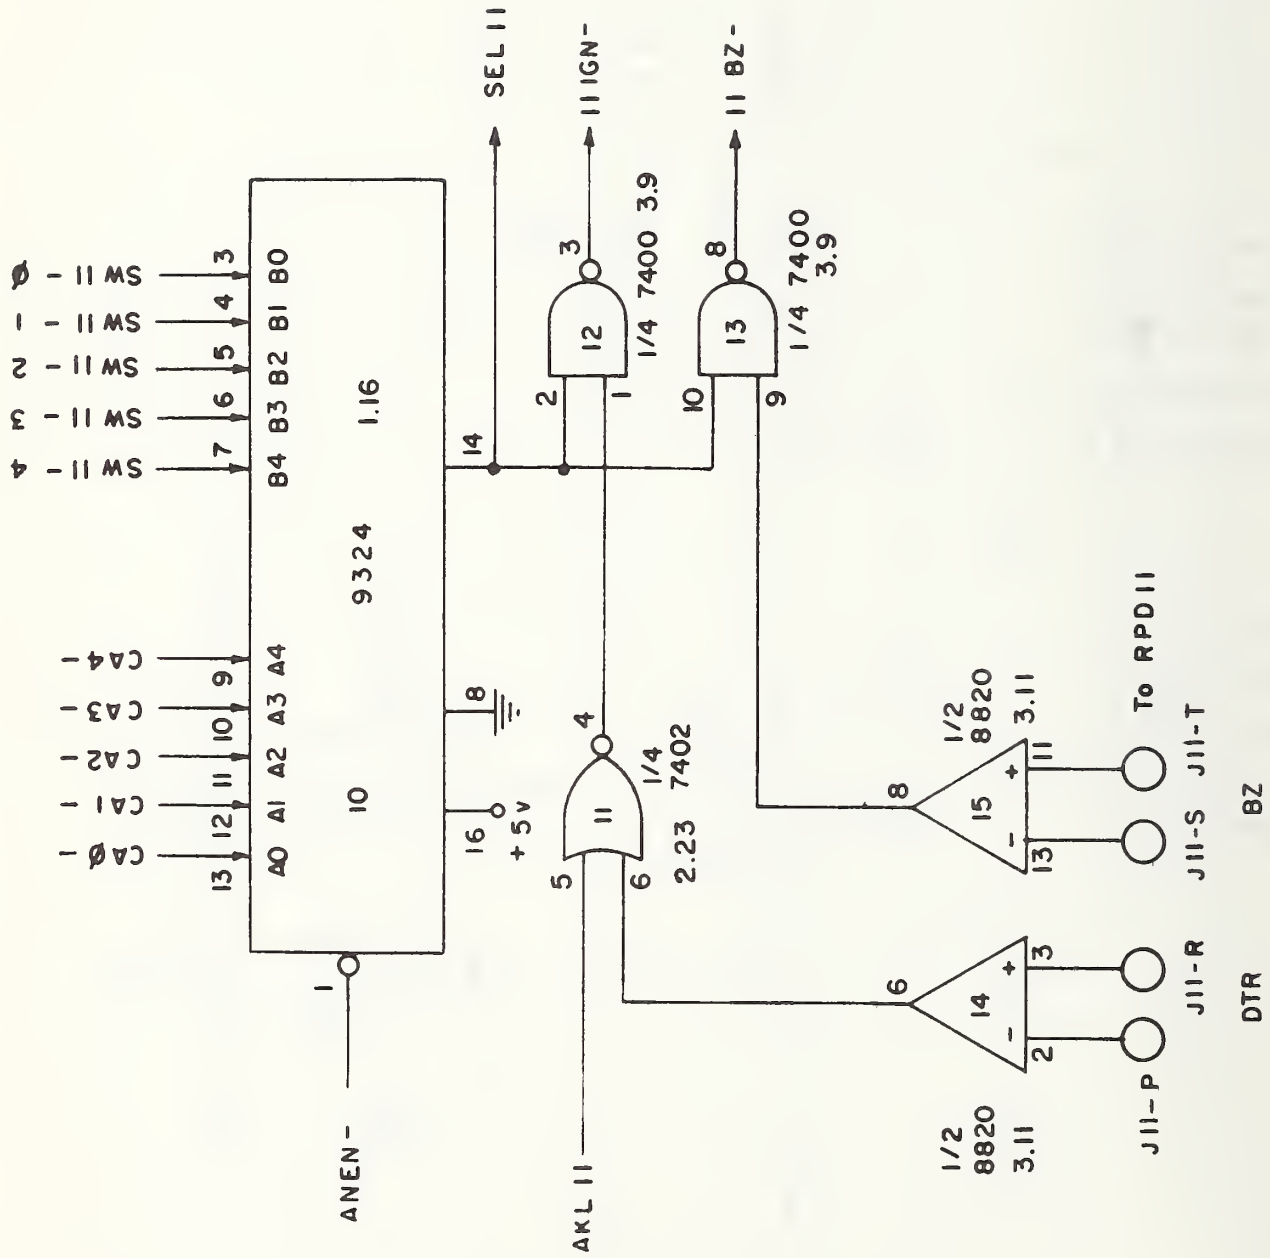 SW 11 - Ø
SW 11 - 1
SW 11 - 2
SW 11 - 3
SW 11 - 4
CA4 -
CA3 -
CA2 -
CA1 -
CAØ -
3
4
5
6
7
9
10
11
12
13
B0
B1
B2
B3
B4
A4
A3
A2
A1
A0
1.16
9324
10
1
ANEN -
14
8
16
+ 5v
SEL 11
11 IGN -
11 BZ -
2
1
12
3
1/4 7400 3.9
10
9
13
8
1/4 7400
3.9
AKL 11
5
6
11
4
1/4
2.23 7402
6
14
-
+
2
3
1/2
8820
3.11
J11 - P
J11 - R
DTR
8
15
-
+
13
11
1/2
8820
3.11
J11 - S
J11 - T
BZ
To RPD 11